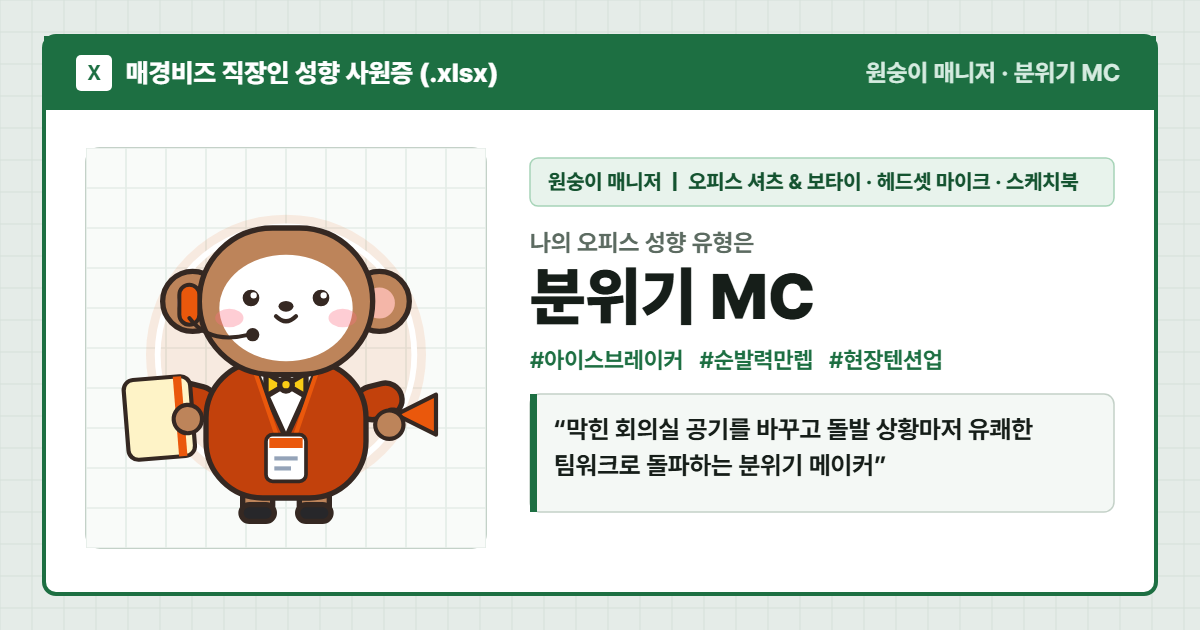 X 매경비즈 직장인 성향 사원증 (.xlsx)
원숭이 매니저 · 분위기 MC
원숭이 매니저 | 오피스 셔츠 & 보타이 · 헤드셋 마이크 · 스케치북
나의 오피스 성향 유형은
분위기 MC
#아이스브레이커 #순발력만렙 #현장텐션업
“막힌 회의실 공기를 바꾸고 돌발 상황마저 유쾌한
팀워크로 돌파하는 분위기 메이커”